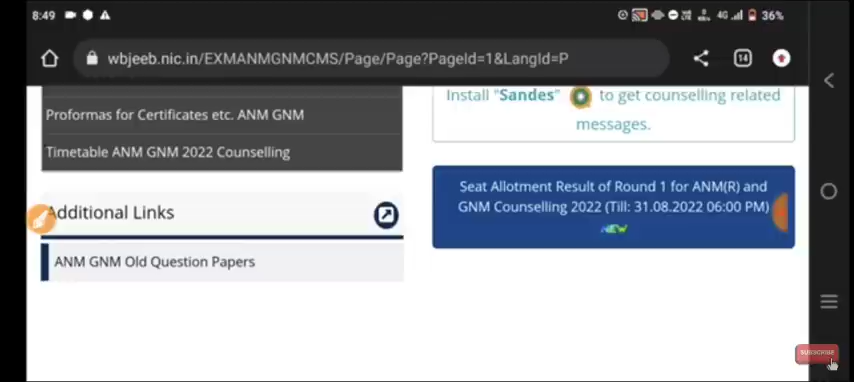 8:49
4G
36%
wbjeeb.nic.in/EXMANMGNMCMS/Page/Page?PageId=1&LangId=P
14
Proformas for Certificates etc. ANM GNM
Timetable ANM GNM 2022 Counselling
Additional Links
ANM GNM Old Question Papers
Install "Sandes" to get counselling related
messages.
Seat Allotment Result of Round 1 for ANM(R) and
GNM Counselling 2022 (Till: 31.08.2022 06:00 PM)
NEW
SUBSCRIBE